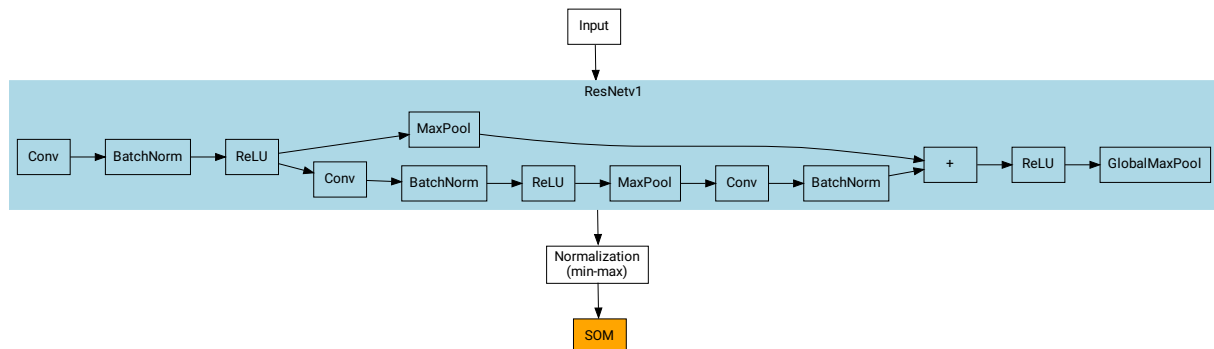 Input
ResNetv1
Conv
BatchNorm
ReLU
MaxPool
Conv
BatchNorm
ReLU
MaxPool
Conv
BatchNorm
+
ReLU
GlobalMaxPool
Normalization
(min-max)
SOM